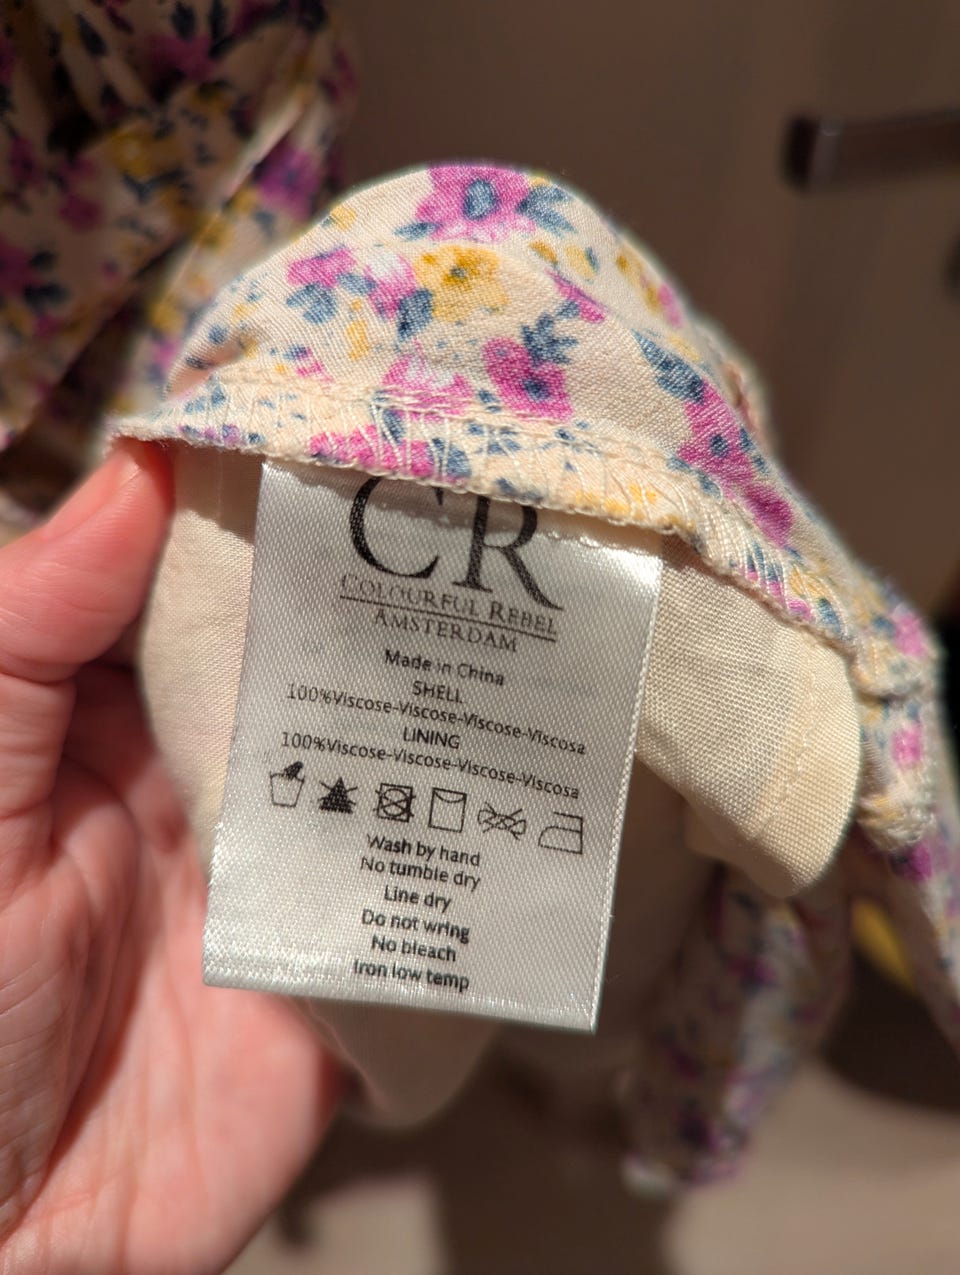 CR
COLOURFUL REBEL
AMSTERDAM
Made in China
SHELL
100%Viscose-Viscose-Viscose-Viscosa
LINING
100%Viscose-Viscose-Viscose-Viscosa
Wash by hand
No tumble dry
Line dry
Do not wring
No bleach
Iron low temp